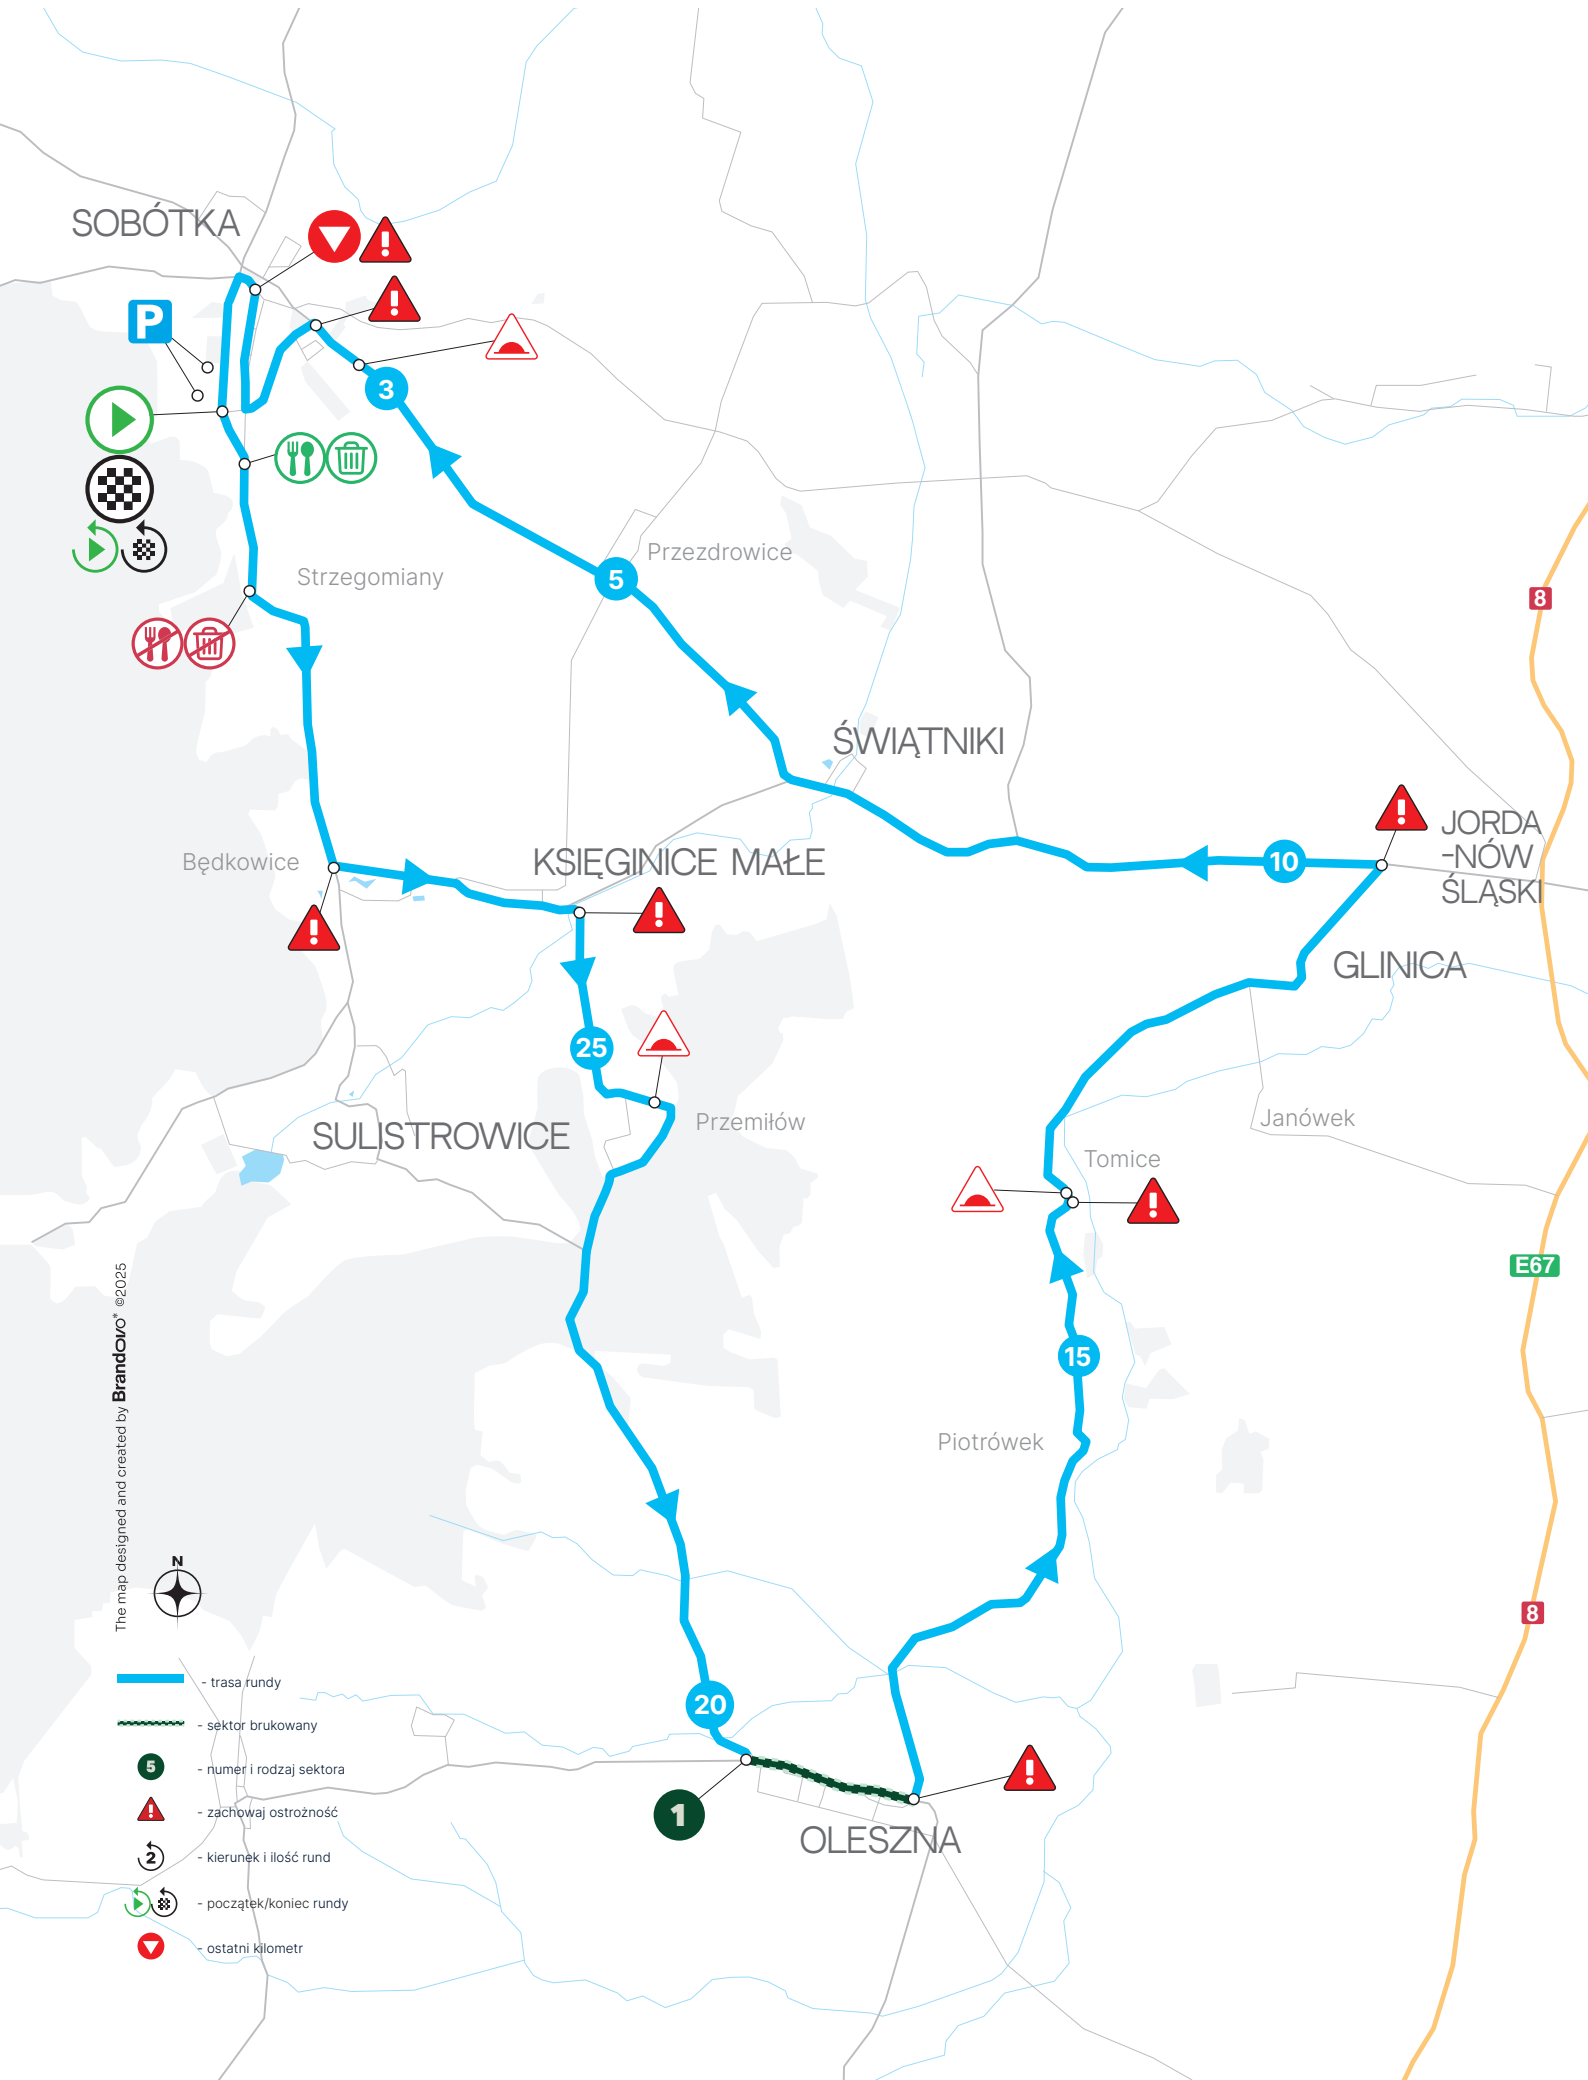 SOBÓTKA
P
3
Przezdrowice
5
Strzegomiany
8
ŚWIĄTNIKI
JORDA
-NÓW
ŚLĄSKI
Będkowice
KSIĘGINICE MAŁE
10
GLINICA
25
Przemiłów
SULISTROWICE
Janówek
Tomice
E67
15
Piotrówek
The map designed and created by Brandovo* ©2025
N
8
20
1
OLESZNA
- trasa rundy
- sektor brukowany
5 - numer i rodzaj sektora
- zachowaj ostrożność
2 - kierunek i ilość rund
- początek/koniec rundy
- ostatni kilometr